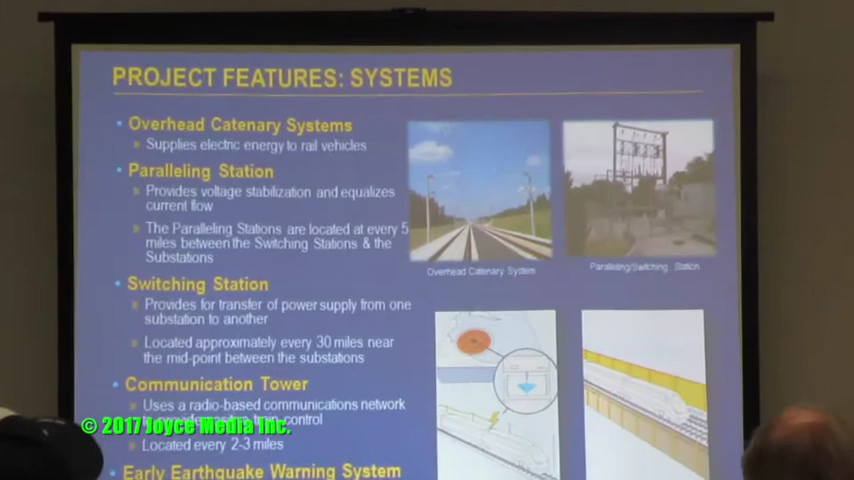 PROJECT FEATURES: SYSTEMS
Overhead Catenary Systems
Supplies electric energy to rail vehicles
Paralleling Station
Provides voltage stabilization and equalizes
current flow
The Paralleling Stations are located at every 5
miles between the Switching Stations & the
Substations
Switching Station
Provides for transfer of power supply from one
substation to another
Located approximately every 30 miles near
the mid-point between the substations
Communication Tower
Uses a radio-based communications network
control
Located every 2-3 miles
Early Earthquake Warning System
Overhead Catenary System
Paralleling/Switching Station
© 2017 Joyce Media Inc.